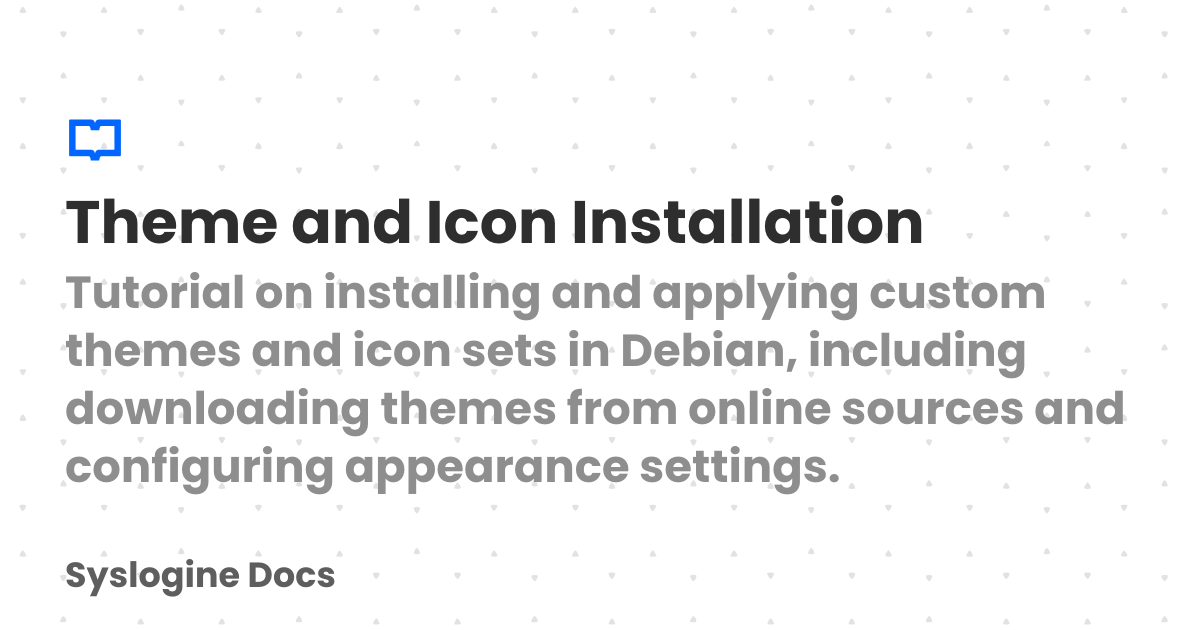 Theme and Icon Installation
Tutorial on installing and applying custom
themes and icon sets in Debian, including
downloading themes from online sources and
configuring appearance settings.
Syslogine Docs